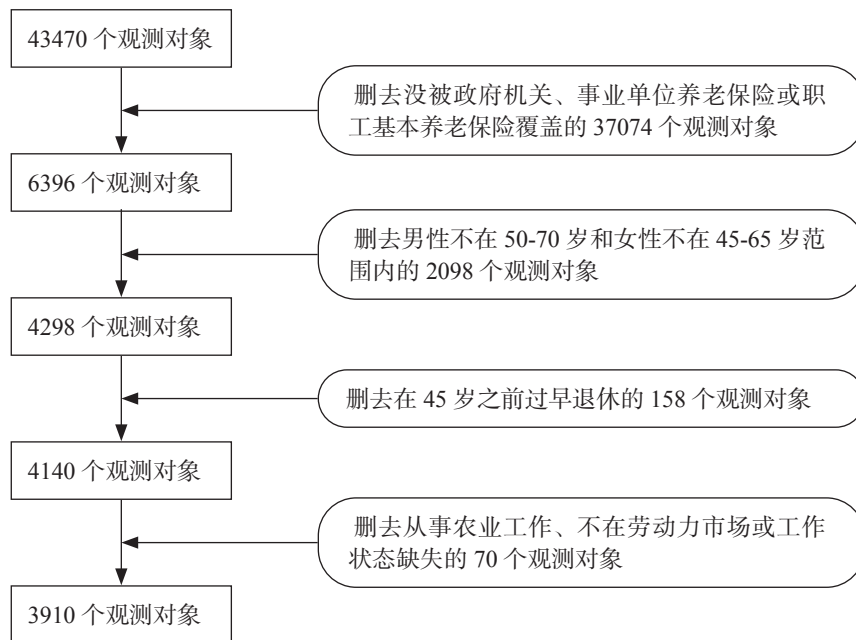 43470 个观测对象
删去没被政府机关、事业单位养老保险或职
工基本养老保险覆盖的 37074 个观测对象
6396 个观测对象
删去男性不在 50-70 岁和女性不在 45-65 岁范
围内的 2098 个观测对象
4298 个观测对象
删去在 45 岁之前过早退休的 158 个观测对象
4140 个观测对象
删去从事农业工作、不在劳动力市场或工作
状态缺失的 70 个观测对象
3910 个观测对象